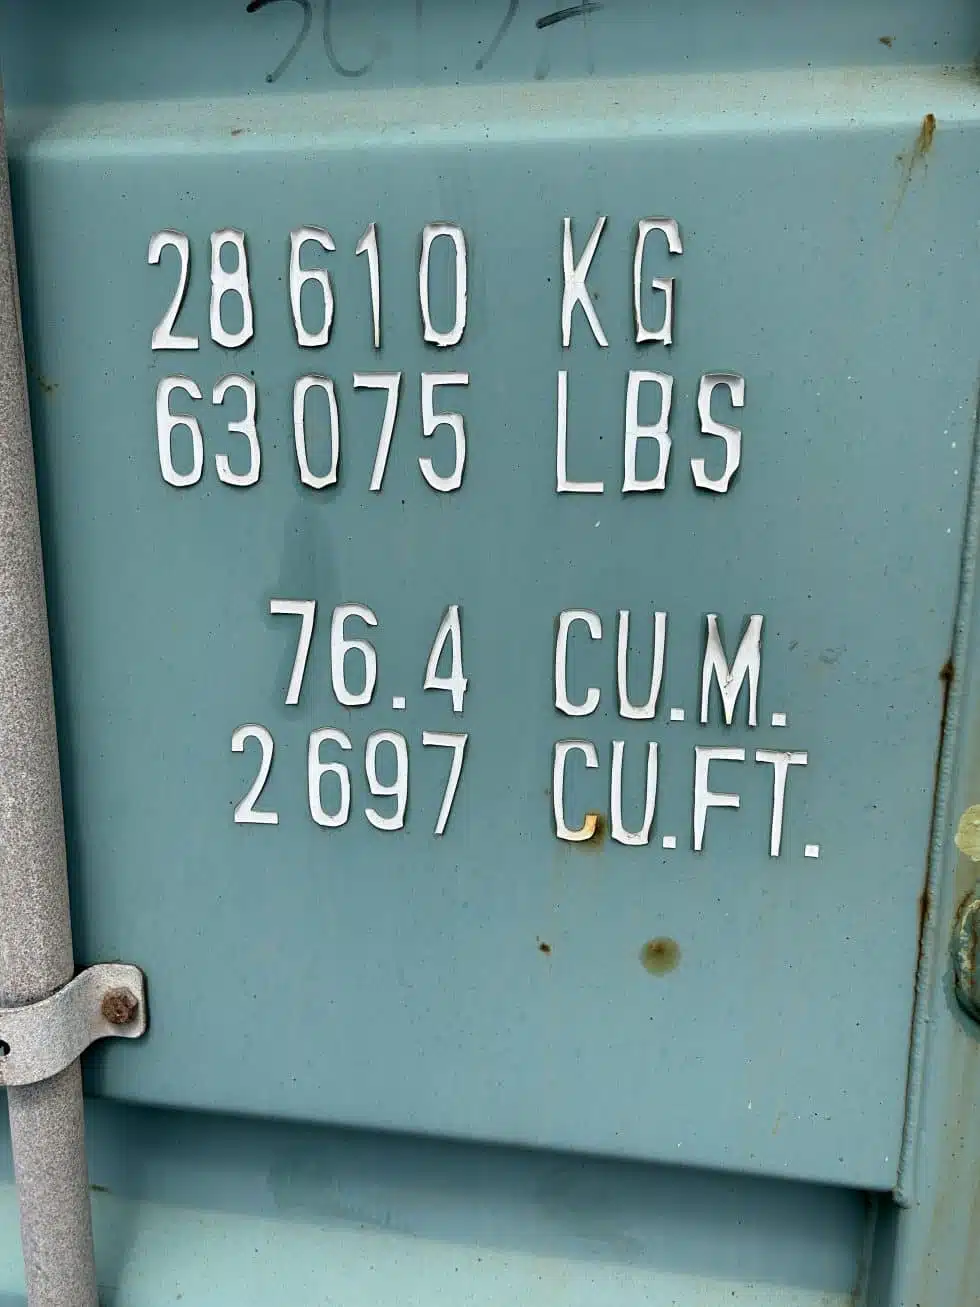 28610 KG
63075 LBS
76.4 CU.M.
2697 CU.FT.